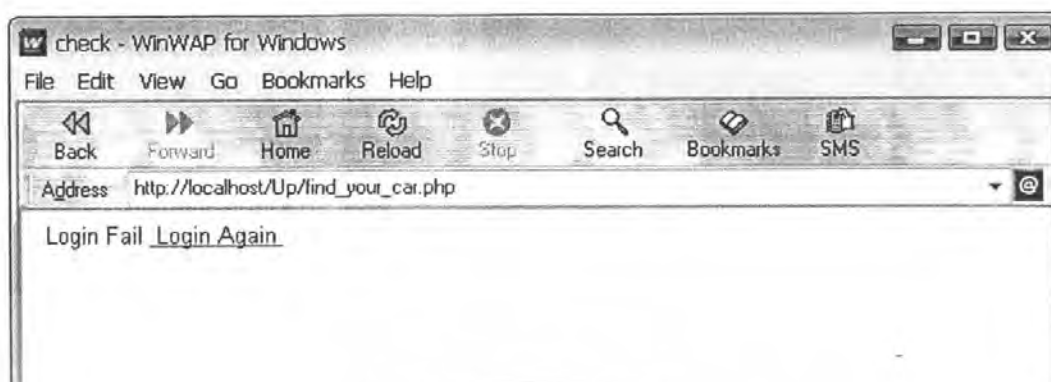 check - WinWAP for Windows
File Edit View Go Bookmarks Help
Back Forward Home Reload Stop Search Bookmarks SMS
Address http://localhost/Up/find_your_car.php @
Login Fail Login Again